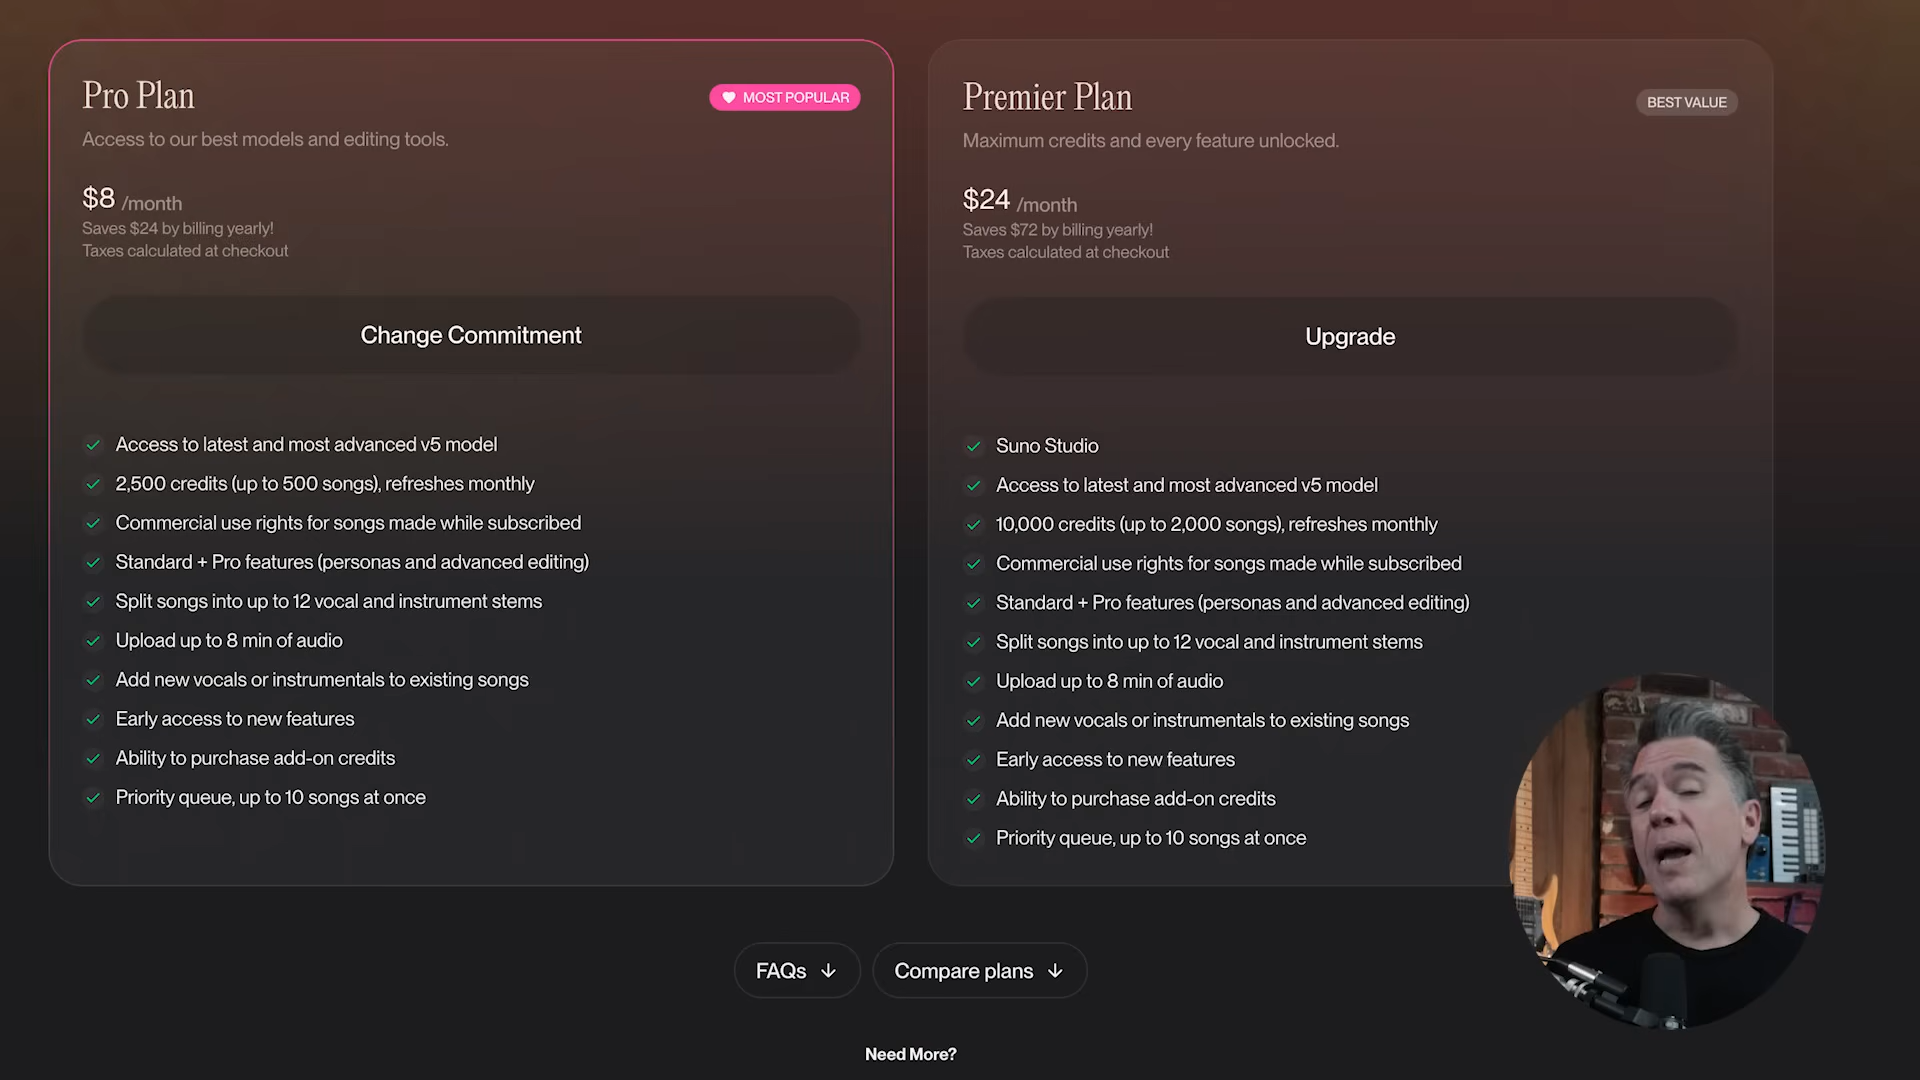 Pro Plan
MOST POPULAR
Access to our best models and editing tools.
$8 /month
Saves $24 by billing yearly!
Taxes calculated at checkout
Change Commitment
Access to latest and most advanced v5 model
2,500 credits (up to 500 songs), refreshes monthly
Commercial use rights for songs made while subscribed
Standard + Pro features (personas and advanced editing)
Split songs into up to 12 vocal and instrument stems
Upload up to 8 min of audio
Add new vocals or instrumentals to existing songs
Early access to new features
Ability to purchase add-on credits
Priority queue, up to 10 songs at once
Premier Plan
BEST VALUE
Maximum credits and every feature unlocked.
$24 /month
Saves $72 by billing yearly!
Taxes calculated at checkout
Upgrade
Suno Studio
Access to latest and most advanced v5 model
10,000 credits (up to 2,000 songs), refreshes monthly
Commercial use rights for songs made while subscribed
Standard + Pro features (personas and advanced editing)
Split songs into up to 12 vocal and instrument stems
Upload up to 8 min of audio
Add new vocals or instrumentals to existing songs
Early access to new features
Ability to purchase add-on credits
Priority queue, up to 10 songs at once
FAQs
Compare plans
Need More?